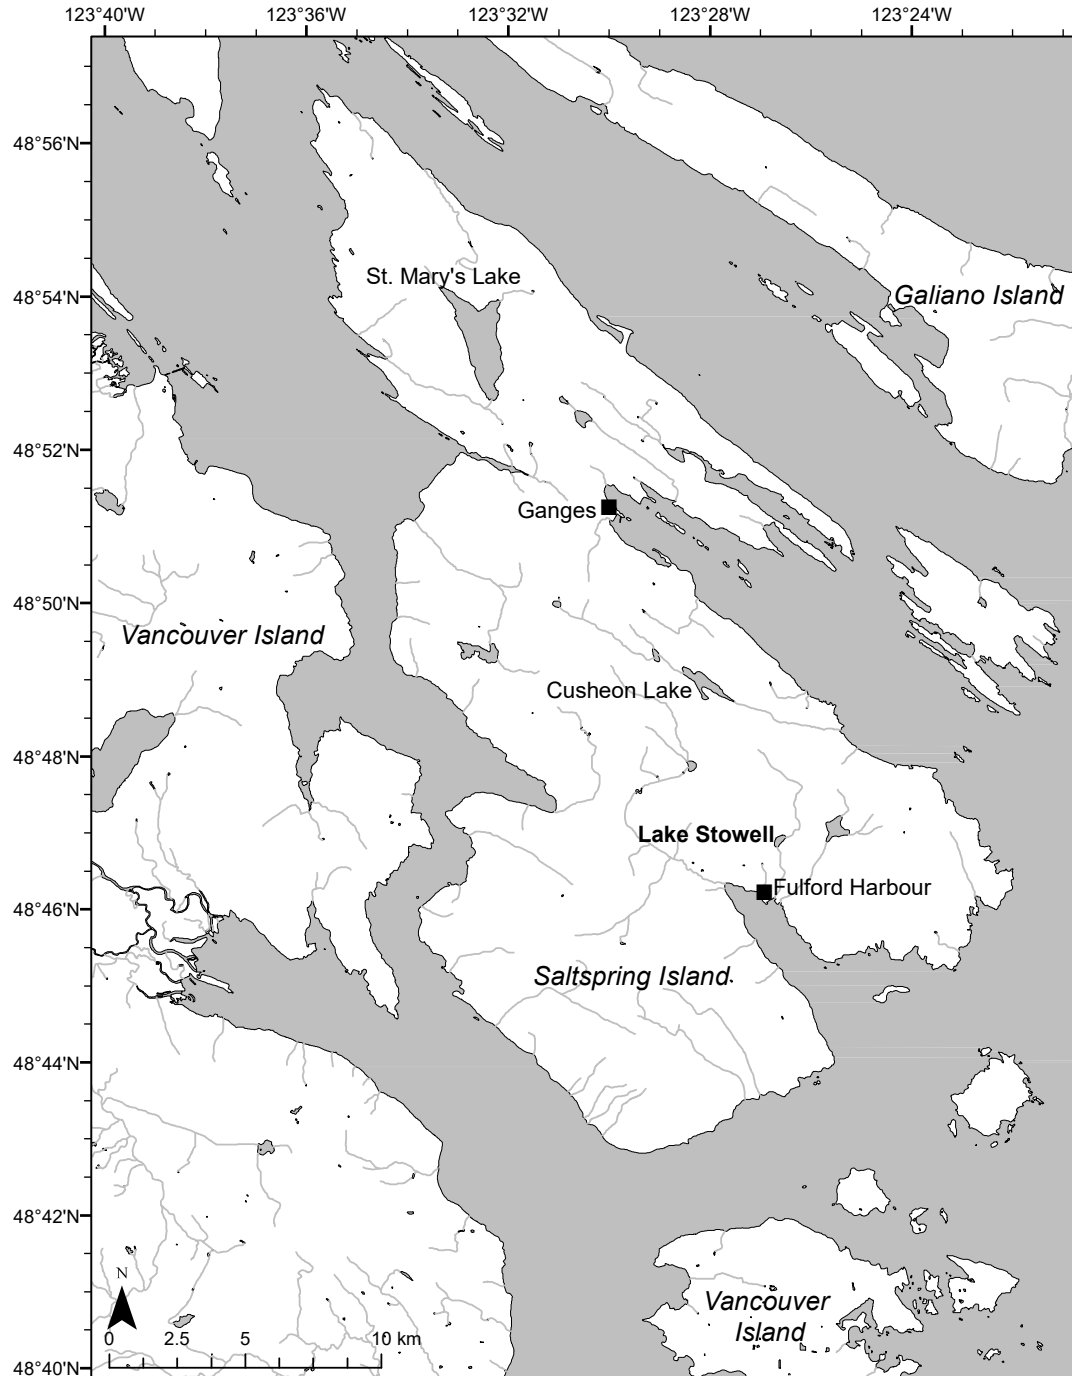 123°40'W 123°36'W 123°32'W 123°28'W 123°24'W
48°56'N
St. Mary's Lake
48°54'N
Galiano Island
48°52'N
Ganges
48°50'N
Vancouver Island
Cusheon Lake
48°48'N
Lake Stowell
Fulford Harbour
48°46'N
Saltspring Island
48°44'N
48°42'N
N
Vancouver
Island
0 2.5 5 10 km
48°40'N